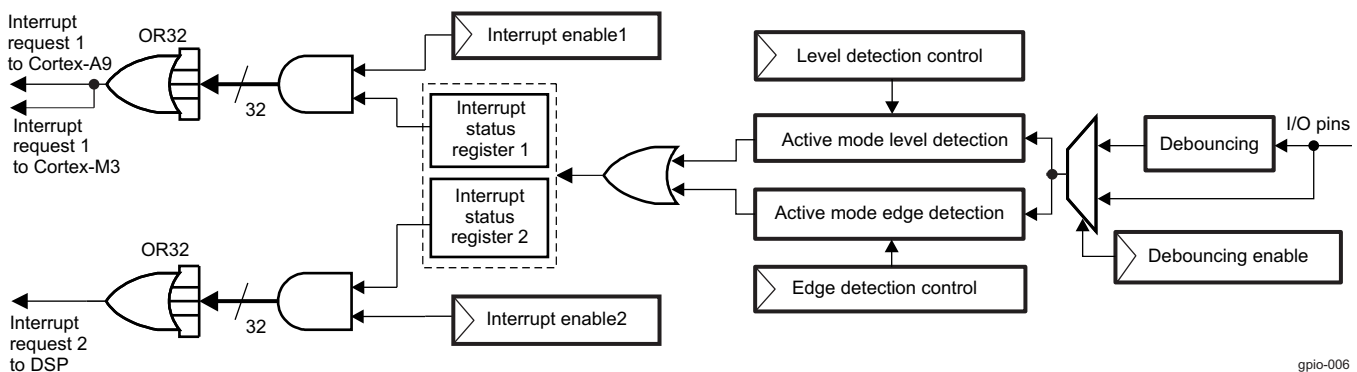 Interrupt
request 1
to Cortex-A9
OR32
32
Interrupt
request 1
to Cortex-M3
Interrupt enable1
Interrupt
status
register 1
Interrupt
status
register 2
Level detection control
Active mode level detection
Active mode edge detection
Edge detection control
Debouncing
I/O pins
Debouncing enable
OR32
32
Interrupt
request 2
to DSP
Interrupt enable2
gpio-006